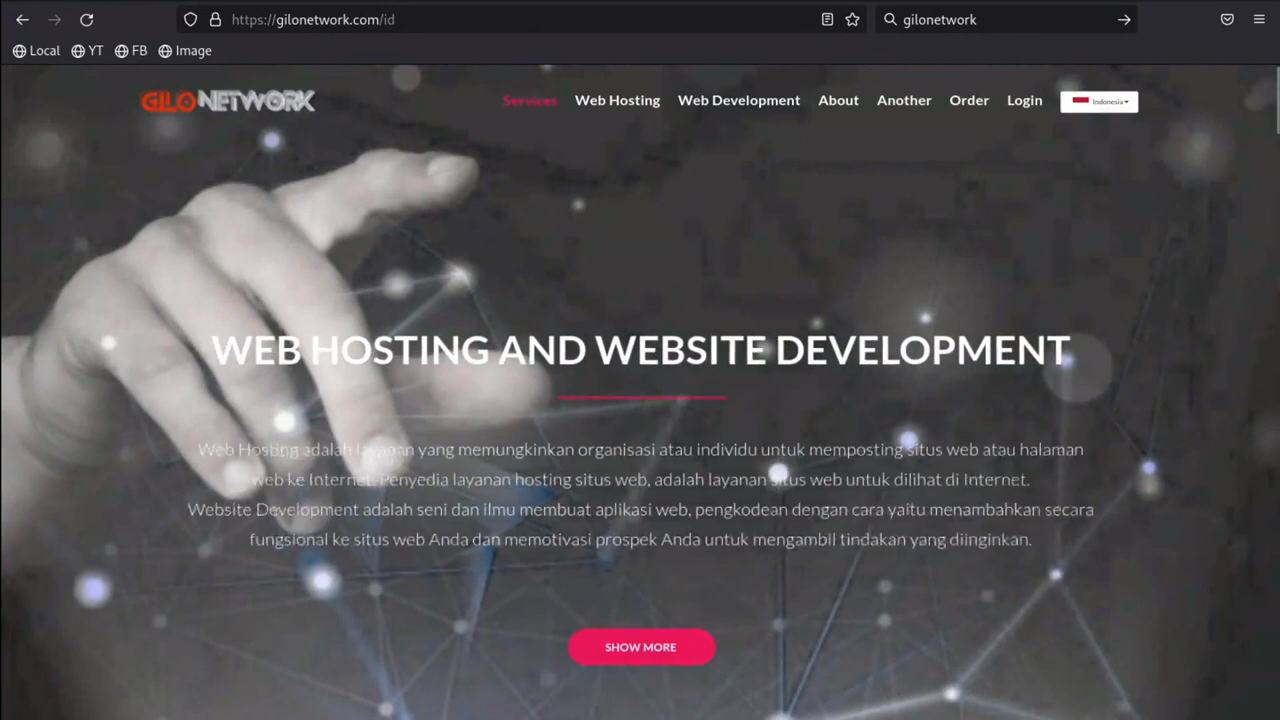 https://gilonetwork.com/id
gilonetwork
Local YT FB Image
GILO NETWORK
Services Web Hosting Web Development About Another Order Login Indonesia
WEB HOSTING AND WEBSITE DEVELOPMENT
Web Hosting adalah layanan yang memungkinkan organisasi atau individu untuk memposting situs web atau halaman
web ke Internet. Penyedia layanan hosting situs web, adalah layanan situs web untuk dilihat di Internet.
Website Development adalah seni dan ilmu membuat aplikasi web, pengkodean dengan cara yaitu menambahkan secara
fungsional ke situs web Anda dan memotivasi prospek Anda untuk mengambil tindakan yang diinginkan.
SHOW MORE